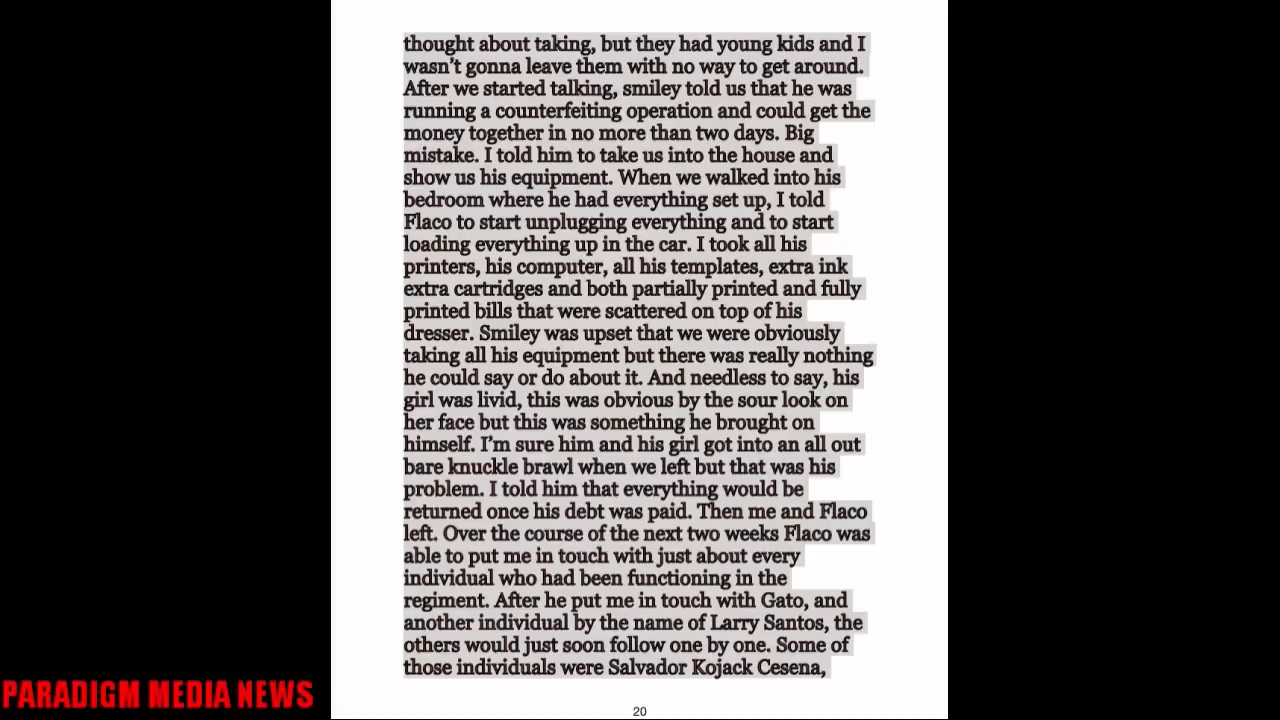 thought about taking, but they had young kids and I
wasn't gonna leave them with no way to get around.
After we started talking, smiley told us that he was
running a counterfeiting operation and could get the
money together in no more than two days. Big
mistake. I told him to take us into the house and
show us his equipment. When we walked into his
bedroom where he had everything set up, I told
Flaco to start unplugging everything and to start
loading everything up in the car. I took all his
printers, his computer, all his templates, extra ink
extra cartridges and both partially printed and fully
printed bills that were scattered on top of his
dresser. Smiley was upset that we were obviously
taking all his equipment but there was really nothing
he could say or do about it. And needless to say, his
girl was livid, this was obvious by the sour look on
her face but this was something he brought on
himself. I'm sure him and his girl got into an all out
bare knuckle brawl when we left but that was his
problem. I told him that everything would be
returned once his debt was paid. Then me and Flaco
left. Over the course of the next two weeks Flaco was
able to put me in touch with just about every
individual who had been functioning in the
regiment. After he put me in touch with Gato, and
another individual by the name of Larry Santos, the
others would just soon follow one by one. Some of
those individuals were Salvador Kojack Cesena,
20
PARADIGM MEDIA NEWS